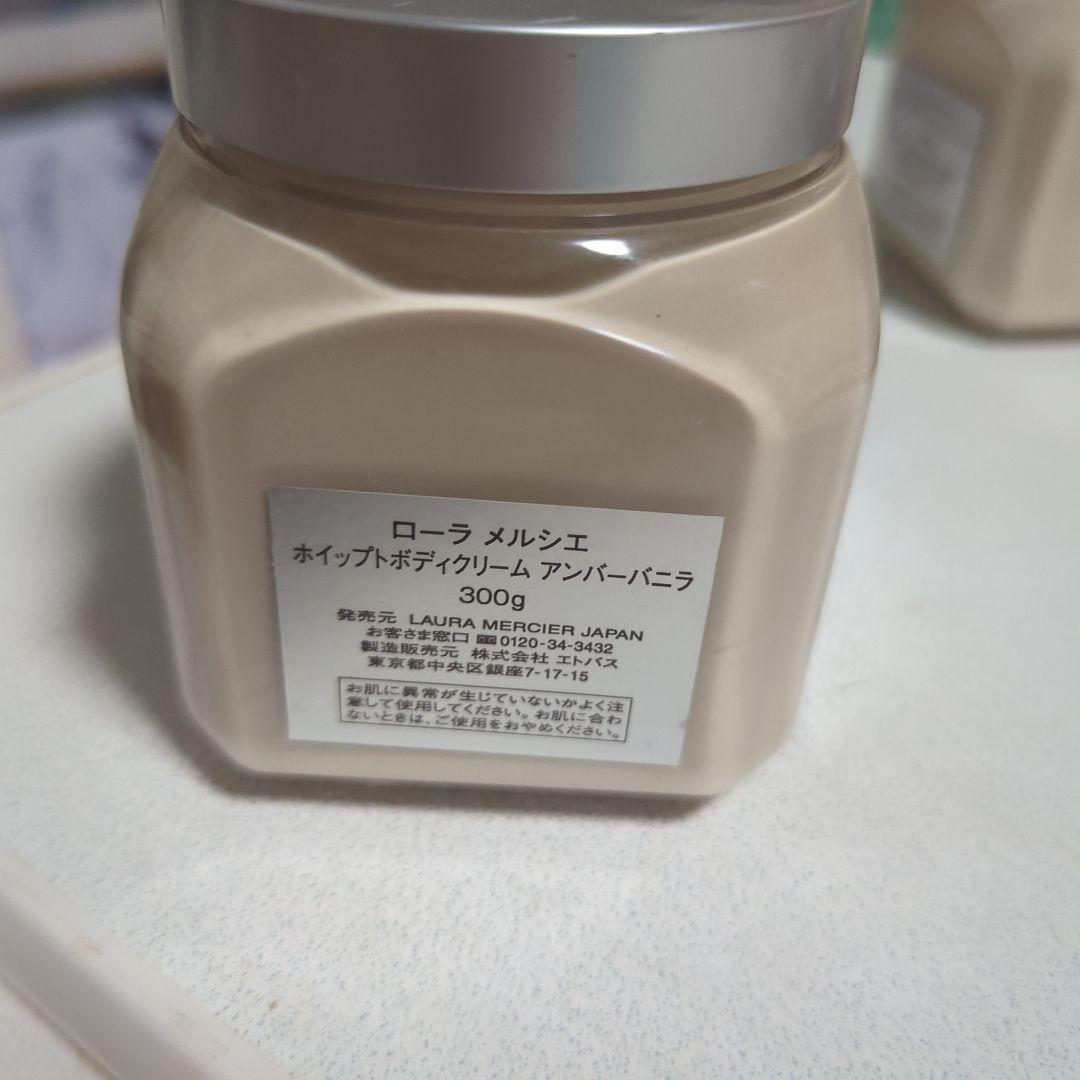 ローラ メルシエ
ホイップトボディクリーム アンバーバニラ
300g
発売元 LAURA MERCIER JAPAN
お客さま窓口 0120-34-3432
製造販売元 株式会社 エトバス
東京都中央区銀座7-17-15
お肌に異常が生じていないかよく注
意して使用してください。お肌に合わ
ないときは、ご使用をおやめください。